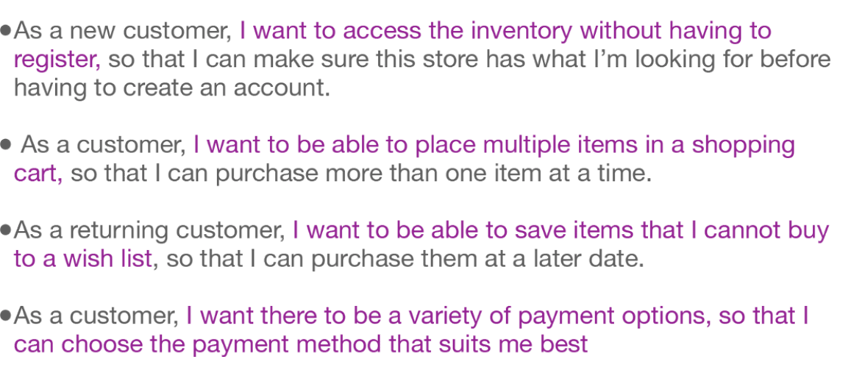 •As a new customer, I want to access the inventory without having to
register, so that I can make sure this store has what I’m looking for before
having to create an account.
• As a customer, I want to be able to place multiple items in a shopping
cart, so that I can purchase more than one item at a time.
•As a returning customer, I want to be able to save items that I cannot buy
to a wish list, so that I can purchase them at a later date.
•As a customer, I want there to be a variety of payment options, so that I
can choose the payment method that suits me best